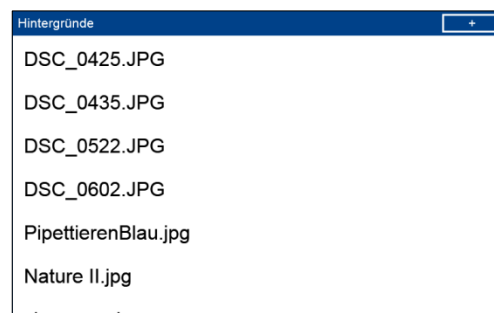 Hintergründe
+
DSC_0425.JPG
DSC_0435.JPG
DSC_0522.JPG
DSC_0602.JPG
PipettierenBlau.jpg
Nature II.jpg